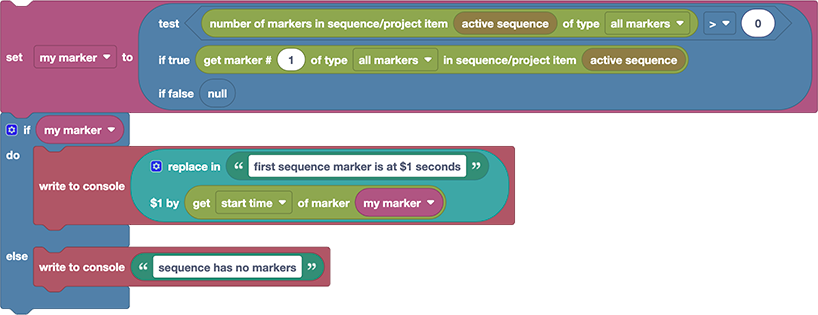 test number of markers in sequence/project item active sequence of type all markers > 0
set my marker to if true get marker # 1 of type all markers in sequence/project item active sequence
if false null
if my marker
do
write to console replace in “ first sequence marker is at $1 seconds ”
$1 by get start time of marker my marker
else write to console “ sequence has no markers ”